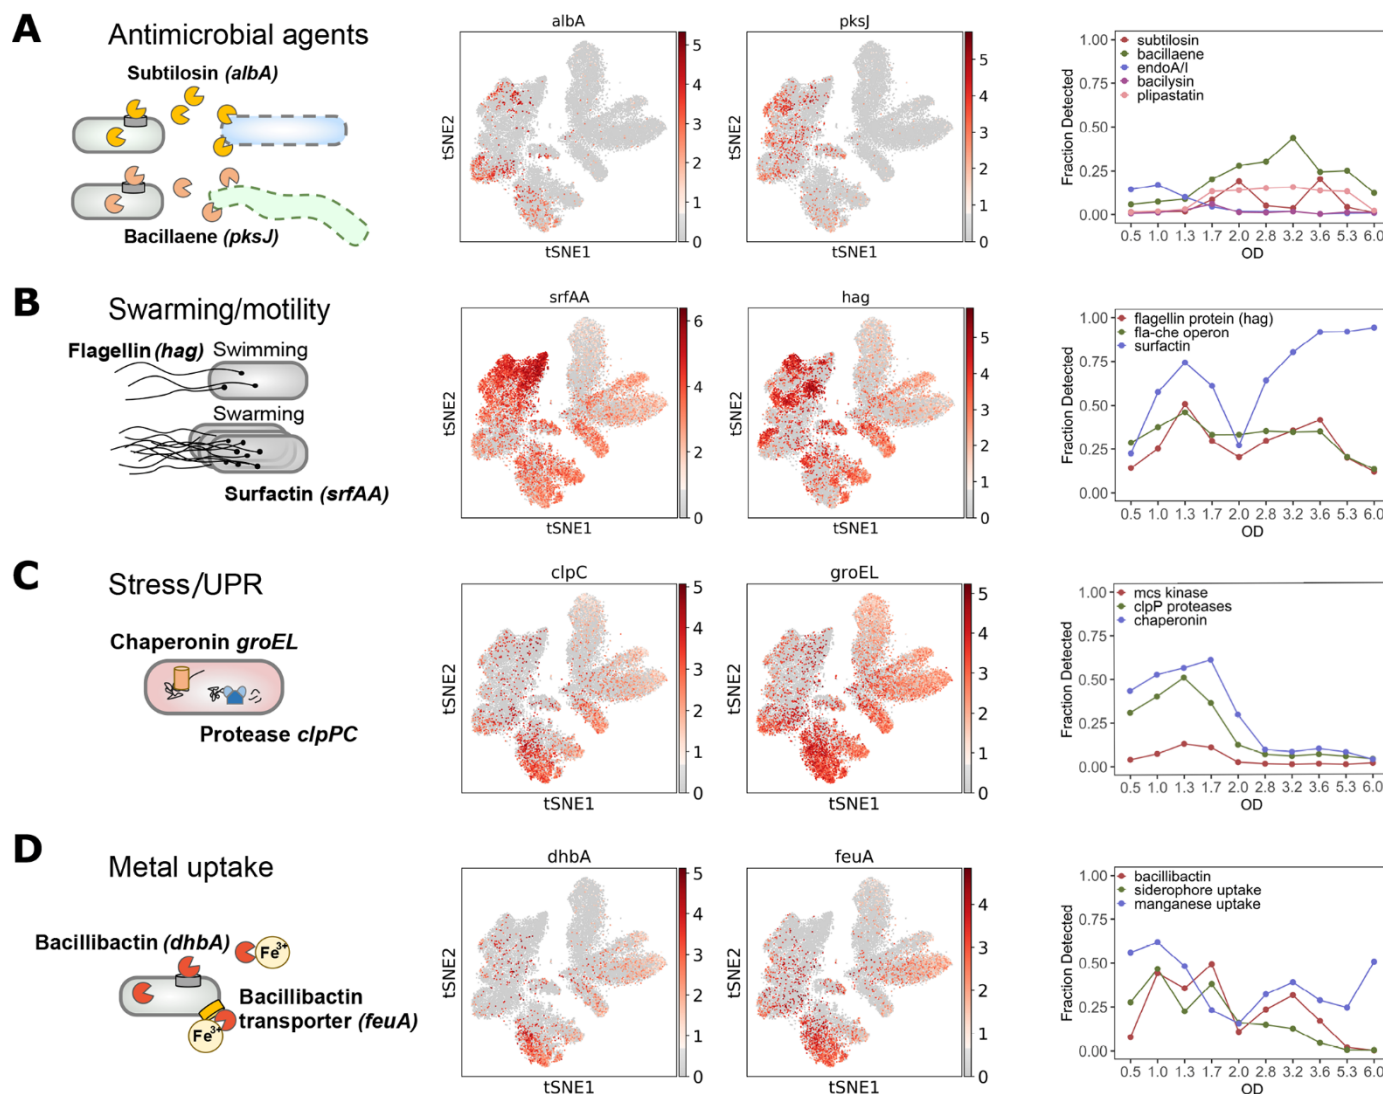 A
Antimicrobial agents
Subtilosin (albA)
Bacillaene (pksJ)
albA
tSNE2
tSNE1
5
4
3
2
1
0
pksJ
tSNE2
tSNE1
5
4
3
2
1
0
subtilosin
bacillaene
endoA/I
bacilysin
plipastatin
Fraction Detected
1.00
0.75
0.50
0.25
0.00
0.5 1.0 1.3 1.7 2.0 2.8 3.2 3.6 5.3 6.0
OD
B
Swarming/motility
Flagellin (hag)
Swimming
Swarming
Surfactin (srfAA)
srfAA
tSNE2
tSNE1
6
5
4
3
2
1
0
hag
tSNE2
tSNE1
5
4
3
2
1
0
flagellin protein (hag)
fla-che operon
surfactin
Fraction Detected
1.00
0.75
0.50
0.25
0.00
0.5 1.0 1.3 1.7 2.0 2.8 3.2 3.6 5.3 6.0
OD
C
Stress/UPR
Chaperonin groEL
Protease clpPC
clpC
tSNE2
tSNE1
5
4
3
2
1
0
groEL
tSNE2
tSNE1
5
4
3
2
1
0
mcs kinase
clpP proteases
chaperonin
Fraction Detected
1.00
0.75
0.50
0.25
0.00
0.5 1.0 1.3 1.7 2.0 2.8 3.2 3.6 5.3 6.0
OD
D
Metal uptake
Bacillibactin (dhbA)
Fe3+
Bacillibactin
transporter (feuA)
Fe3+
dhbA
tSNE2
tSNE1
5
4
3
2
1
0
feuA
tSNE2
tSNE1
4
3
2
1
0
bacillibactin
siderophore uptake
manganese uptake
Fraction Detected
1.00
0.75
0.50
0.25
0.00
0.5 1.0 1.3 1.7 2.0 2.8 3.2 3.6 5.3 6.0
OD